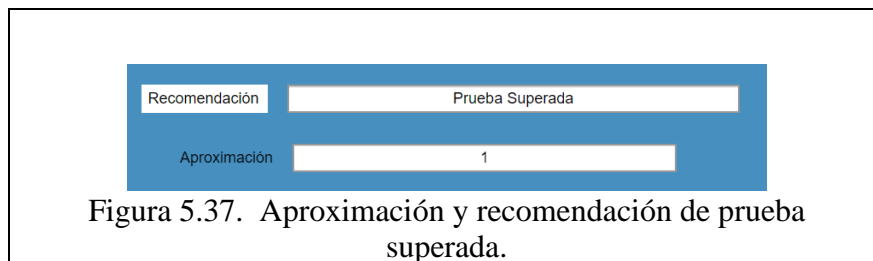 Recomendación Prueba Superada
Aproximación 1
Figura 5.37. Aproximación y recomendación de prueba
superada.